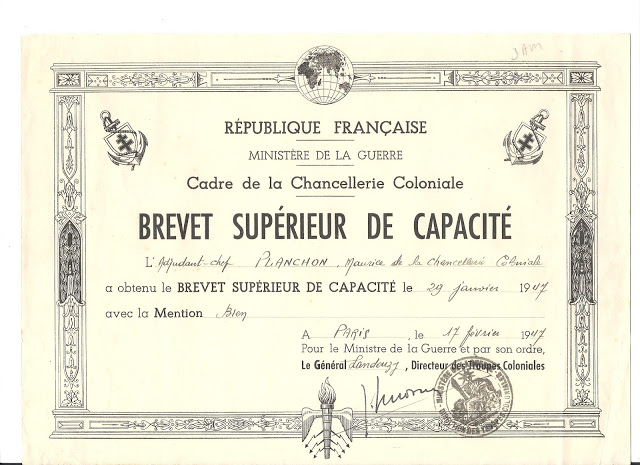 JAM
RÉPUBLIQUE FRANÇAISE
MINISTÈRE DE LA GUERRE
Cadre de la Chancellerie Coloniale
BREVET SUPÉRIEUR DE CAPACITÉ
L'Adjudant-chef PLANCHON, Maurice de la Chancellerie Coloniale
a obtenu le BREVET SUPÉRIEUR DE CAPACITÉ le 29 janvier 1947
avec la Mention Bien
A PARIS, le 17 février 1947
Pour le Ministre de la Guerre et par son ordre,
Le Général Landouzy, Directeur des Troupes Coloniales